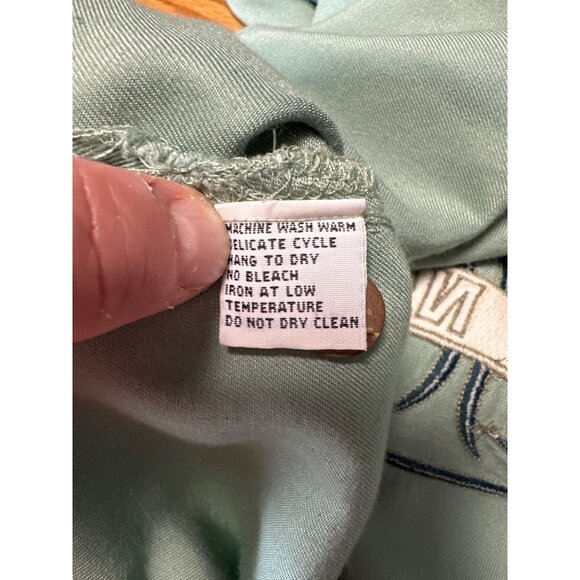 MACHINE WASH WARM
DELICATE CYCLE
HANG TO DRY
NO BLEACH
IRON AT LOW
TEMPERATURE
DO NOT DRY CLEAN
N